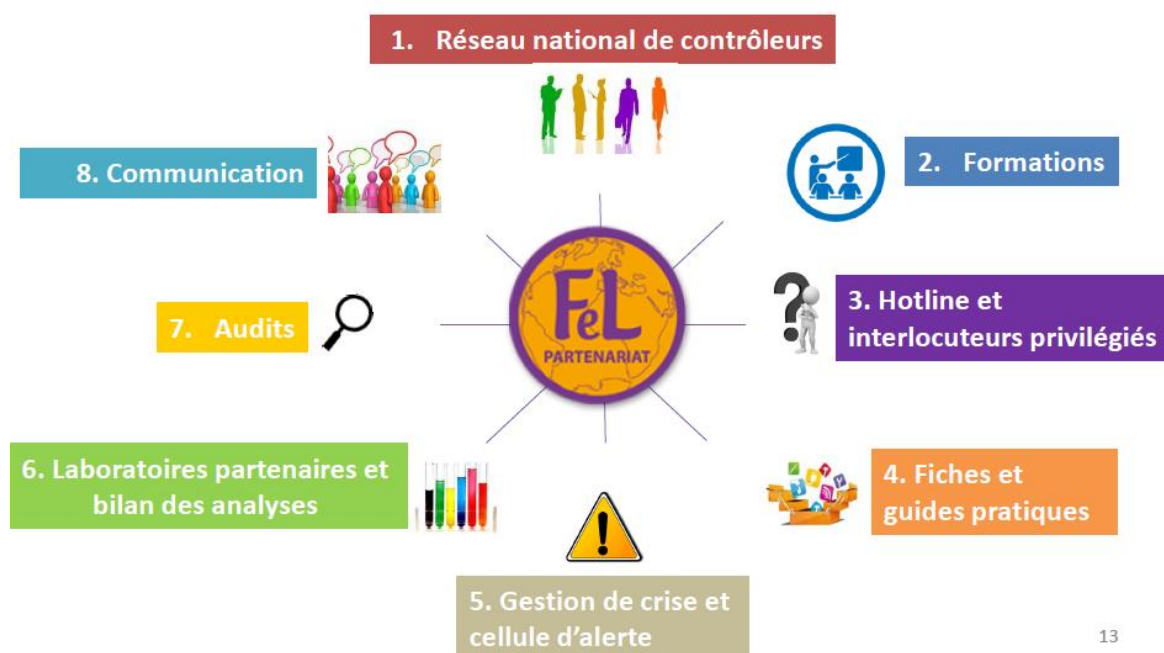 1. Réseau national de contrôleurs
8. Communication
2. Formations
FeL
PARTENARIAT
7. Audits
3. Hotline et
interlocuteurs privilégiés
6. Laboratoires partenaires et
bilan des analyses
4. Fiches et
guides pratiques
5. Gestion de crise et
cellule d’alerte
13